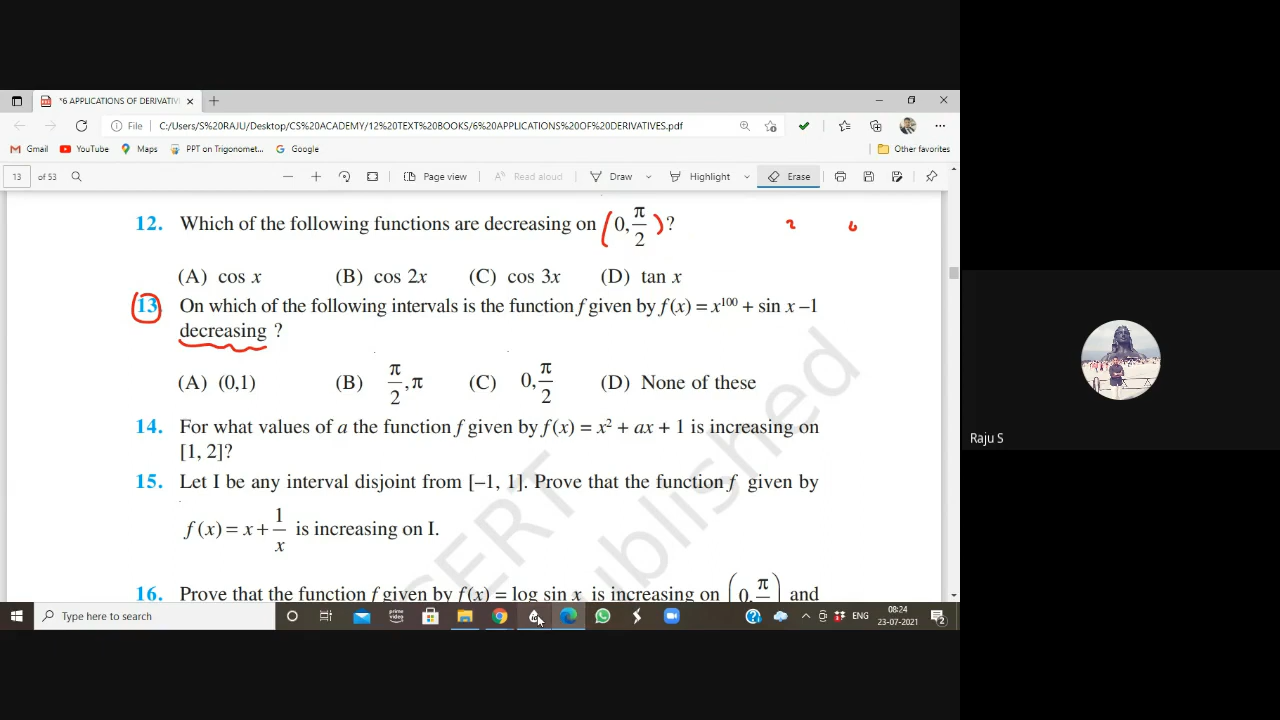 *6 APPLICATIONS OF DERIVATIV
File C:/Users/S%20RAJU/Desktop/CS%20ACADEMY/12%20TEXT%20BOOKS/6%20APPLICATIONS%20OF%20DERIVATIVES.pdf
Gmail YouTube Maps PPT on Trigonomet... Google Other favorites
13 of 53 Page view Read aloud Draw Highlight Erase
12. Which of the following functions are decreasing on (0, π/2) ?
(A) cos x (B) cos 2x (C) cos 3x (D) tan x
13. On which of the following intervals is the function f given by f(x) = x¹⁰⁰ + sin x –1
decreasing ?
(A) (0,1) (B) π/2, π (C) 0, π/2 (D) None of these
14. For what values of a the function f given by f(x) = x² + ax + 1 is increasing on
[1, 2]?
15. Let I be any interval disjoint from [–1, 1]. Prove that the function f given by
f(x) = x + 1/x is increasing on I.
16. Prove that the function f given by f(x) = log sin x is increasing on (0, π and
Published
Raju S
Type here to search
prime video
ENG
08:24
23-07-2021
2